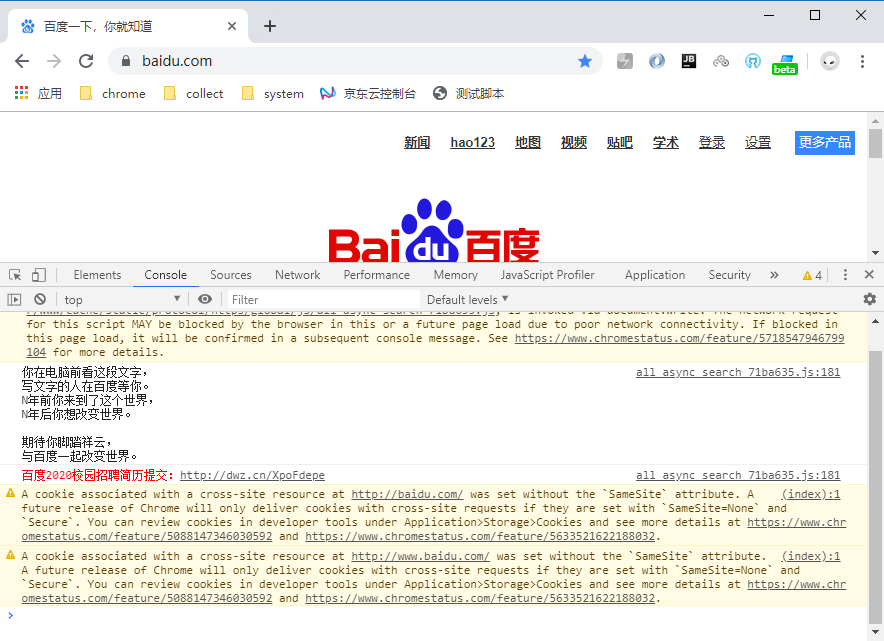 百度一下，你就知道
baidu.com
JB
beta
应用 chrome collect system 京东云控制台 测试脚本
新闻 hao123 地图 视频 贴吧 学术 登录 设置 更多产品
Bai du 百度
Elements Console Sources Network Performance Memory JavaScript Profiler Application Security » 4
top Filter Default levels
for this script MAY be blocked by the browser in this or a future page load due to poor network connectivity. If blocked in
this page load, it will be confirmed in a subsequent console message. See https://www.chromestatus.com/feature/5718547946799
104 for more details.
你在电脑前看这段文字， all_async_search_71ba635.js:181
写文字的人在百度等你。
N年前你来到了这个世界，
N年后你想改变世界。
期待你脚踏祥云，
与百度一起改变世界。
百度2020校园招聘简历提交：http://dwz.cn/XpoFdepe all_async_search_71ba635.js:181
A cookie associated with a cross-site resource at http://baidu.com/ was set without the `SameSite` attribute. A (index):1
future release of Chrome will only deliver cookies with cross-site requests if they are set with `SameSite=None` and
`Secure`. You can review cookies in developer tools under Application>Storage>Cookies and see more details at https://www.chr
omestatus.com/feature/5088147346030592 and https://www.chromestatus.com/feature/5633521622188032.
A cookie associated with a cross-site resource at http://www.baidu.com/ was set without the `SameSite` attribute. (index):1
A future release of Chrome will only deliver cookies with cross-site requests if they are set with `SameSite=None` and
`Secure`. You can review cookies in developer tools under Application>Storage>Cookies and see more details at https://www.chr
omestatus.com/feature/5088147346030592 and https://www.chromestatus.com/feature/5633521622188032.